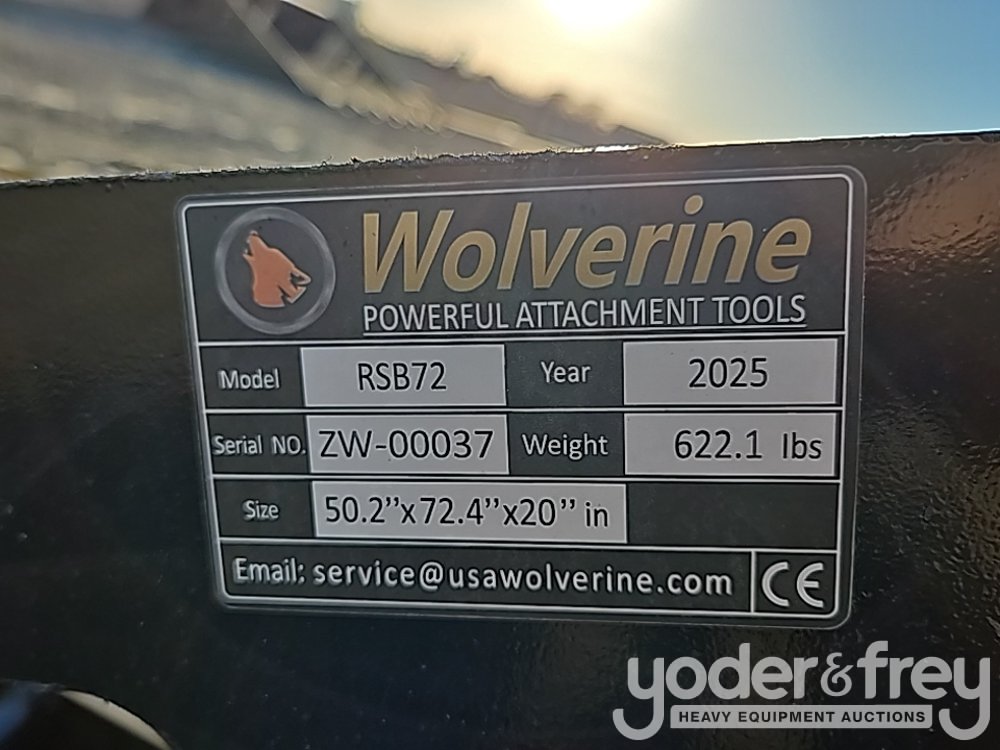 Wolverine
POWERFUL ATTACHMENT TOOLS
Model RSB72 Year 2025
Serial NO. ZW-00037 Weight 622.1 lbs
Size 50.2”x72.4”x20” in
Email: service@usawolverine.com CE
yoder&frey
HEAVY EQUIPMENT AUCTIONS